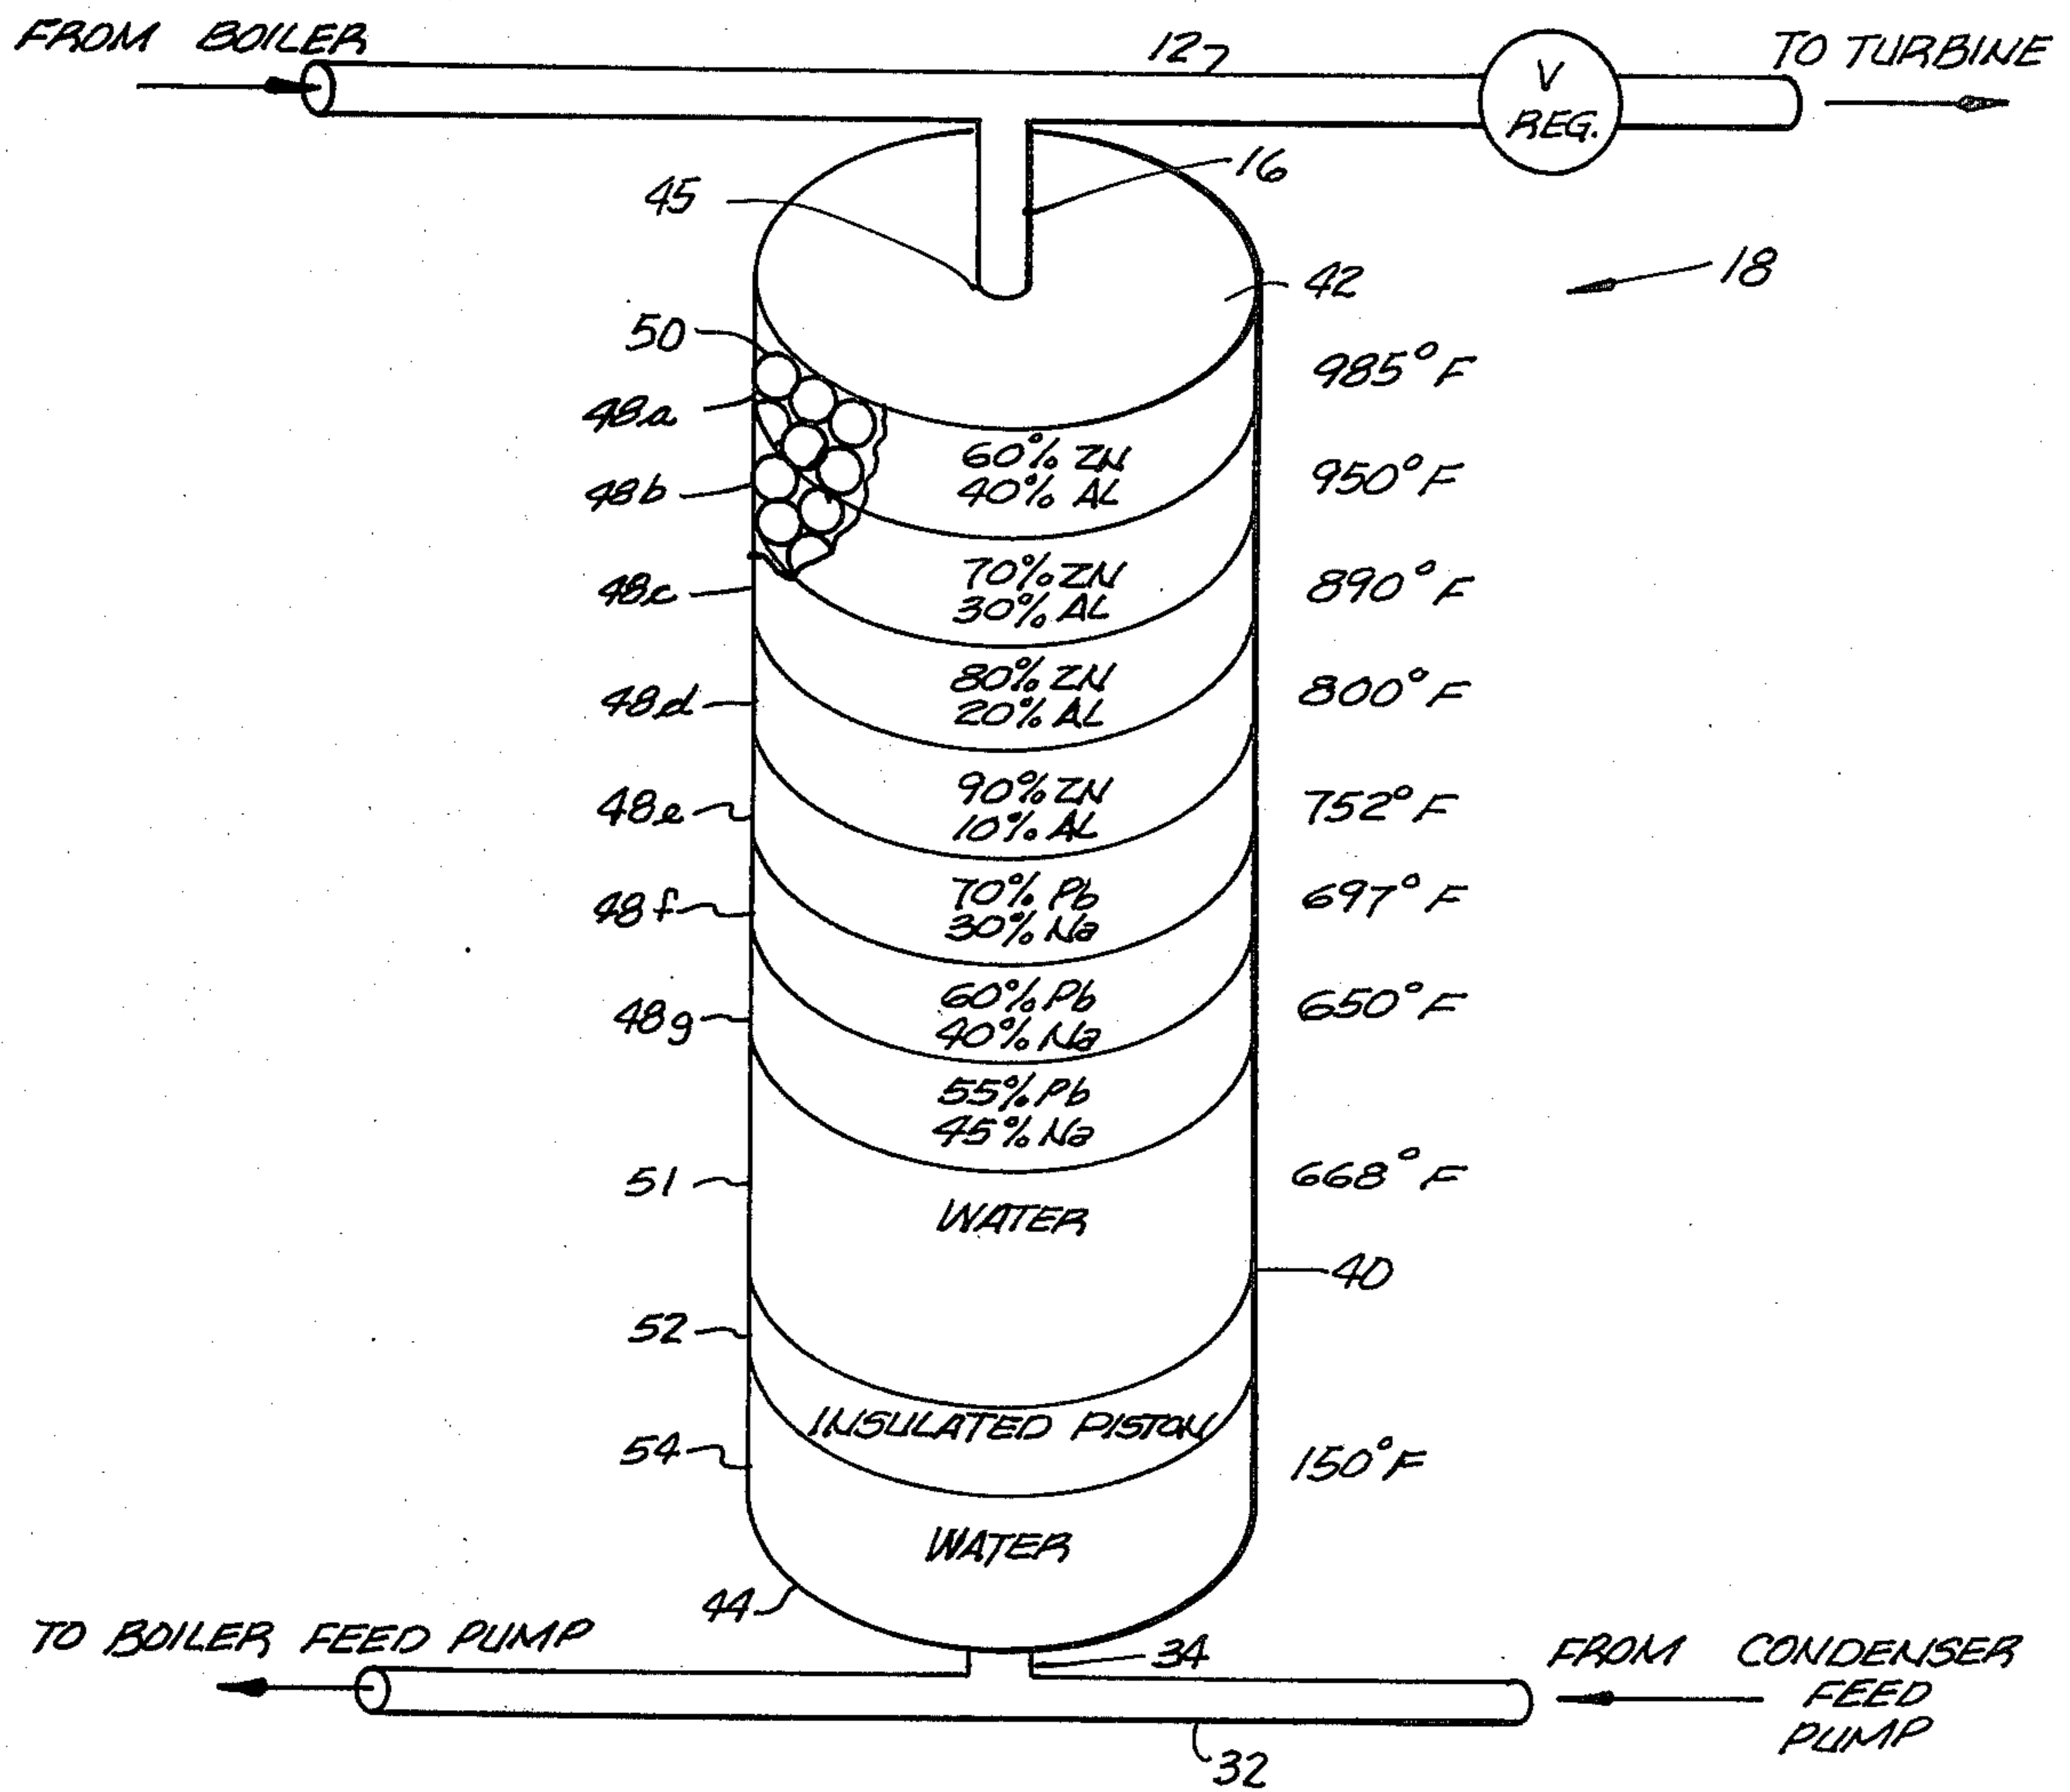 FROM BOILER
12
V
REG.
TO TURBINE
45
16
18
42
50
985°F
48a
60% ZN
40% AL
950°F
48b
70% ZN
30% AL
890°F
48c
80% ZN
20% AL
800°F
48d
90% ZN
10% AL
752°F
48e
70% Pb
30% Na
697°F
48f
60% Pb
40% Na
650°F
48g
55% Pb
45% Na
668°F
51
WATER
40
52
INSULATED PISTON
54
150°F
WATER
44
TO BOILER FEED PUMP
34
FROM CONDENSER
FEED
PUMP
32